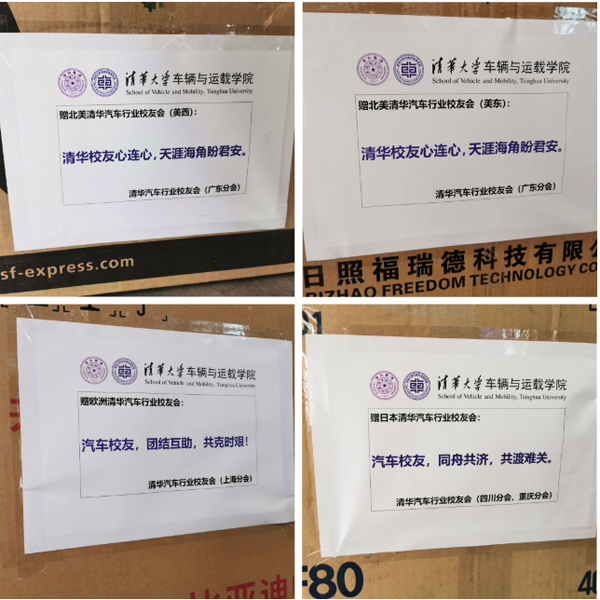 清华大学车辆与运载学院
School of Vehicle and Mobility, Tsinghua University
赠北美清华汽车行业校友会（美西）：
清华校友心连心，天涯海角盼君安。
清华汽车行业校友会（广东分会）
sf-express.com
清华大学车辆与运载学院
School of Vehicle and Mobility, Tsinghua University
赠北美清华汽车行业校友会（美东）：
清华校友心连心，天涯海角盼君安。
清华汽车行业校友会（广东分会）
日照福瑞德科技有限公
RIZHAO FREEDOM TECHNOLOGY CO
清华大学车辆与运载学院
School of Vehicle and Mobility, Tsinghua University
赠欧洲清华汽车行业校友会：
汽车校友，团结互助，共克时艰！
清华汽车行业校友会（上海分会）
比亚迪
清华大学车辆与运载学院
School of Vehicle and Mobility, Tsinghua University
赠日本清华汽车行业校友会：
汽车校友，同舟共济，共渡难关。
清华汽车行业校友会（四川分会、重庆分会）
F80
40